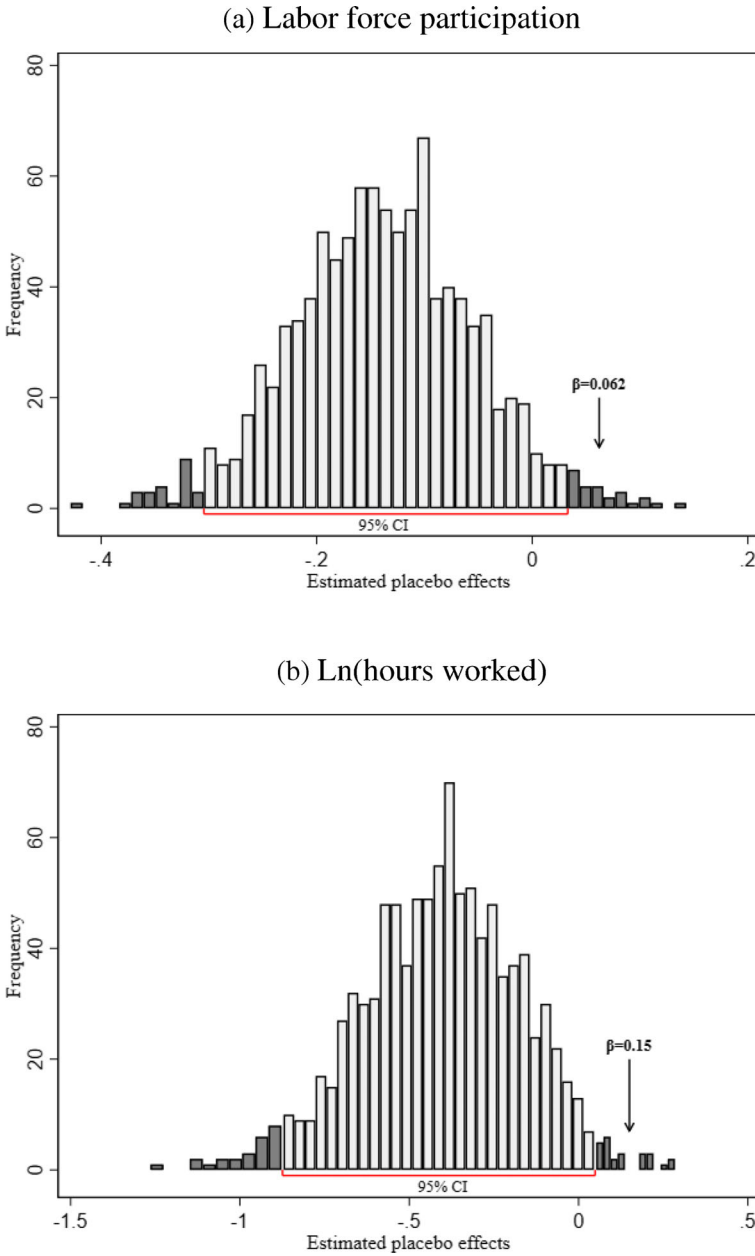 (a) Labor force participation
80
60
40
20
0
Frequency
β=0.062
95% CI
-.4 -.2 0 .2
Estimated placebo effects
(b) Ln(hours worked)
80
60
40
20
0
Frequency
β=0.15
95% CI
-1.5 -1 -.5 0 .5
Estimated placebo effects